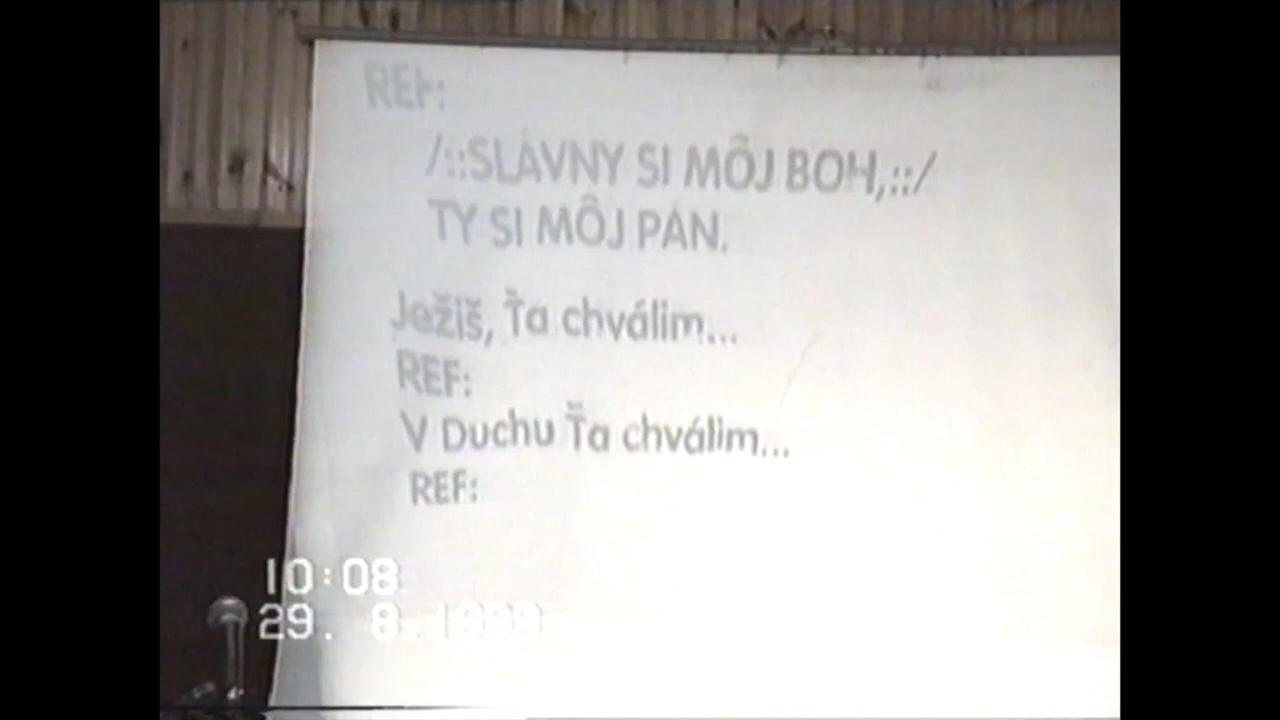 REF:
/::SLÁVNY SI MÔJ BOH,::/
TY SI MÔJ PÁN.
Ježiš, Ťa chválim...
REF:
V Duchu Ťa chválim...
REF:
10:08
29. 8.